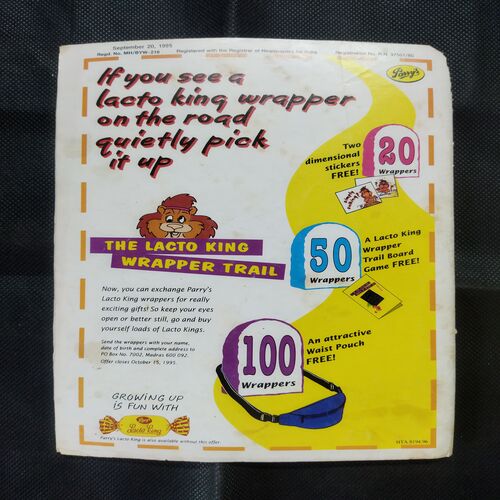 September 20, 1995
Regd. No. MH/BYW-216
Registered with the Registrar of Newspapers for India
Parry's
If you see a
lacto king wrapper
on the road
quietly pick
it up
Two
dimensional
stickers
FREE!
20
Wrappers
THE LACTO KING
WRAPPER TRAIL
50
Wrappers
A Lacto King
Wrapper
Trail Board
Game FREE!
Now, you can exchange Parry's
Lacto King wrappers for really
exciting gifts! So keep your eyes
open or better still, go and buy
yourself loads of Lacto Kings.
Send the wrappers with your name,
date of birth and complete address to
PO Box No. 7002, Madras 600 092.
Offer closes October 15, 1995.
100
Wrappers
An attractive
Waist Pouch
FREE!
GROWING UP
iS FUN WITH
Lacto King
Parry's Lacto King is also available without this offer.